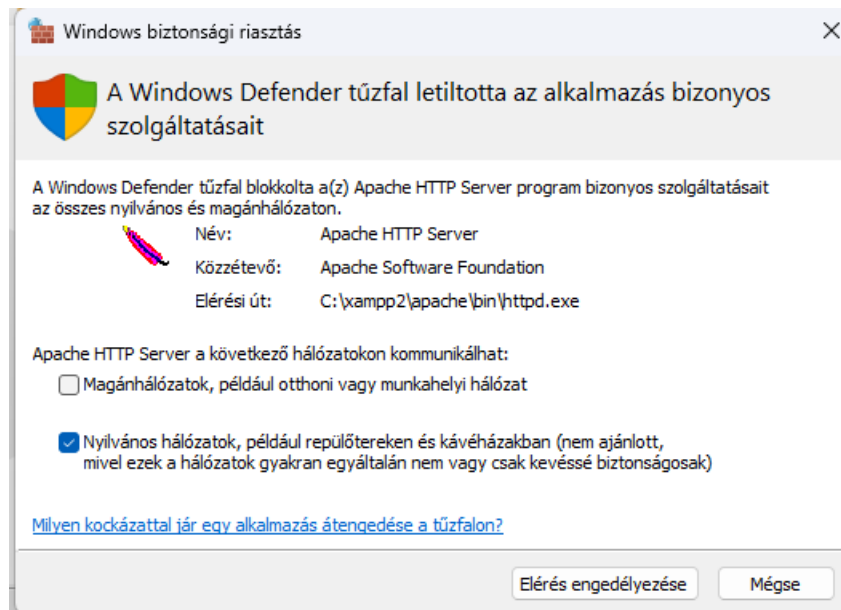 Windows biztonsági riasztás
A Windows Defender tűzfal letiltotta az alkalmazás bizonyos
szolgáltatásait
A Windows Defender tűzfal blokkolta a(z) Apache HTTP Server program bizonyos szolgáltatásait
az összes nyilvános és magánhálózaton.
Név: Apache HTTP Server
Közzétevő: Apache Software Foundation
Elérési út: C:\xampp2\apache\bin\httpd.exe
Apache HTTP Server a következő hálózatokon kommunikálhat:
Magánhálózatok, például otthoni vagy munkahelyi hálózat
Nyilvános hálózatok, például repülőtereken és kávéházakban (nem ajánlott,
mivel ezek a hálózatok gyakran egyáltalán nem vagy csak kevéssé biztonságosak)
Milyen kockázattal jár egy alkalmazás átengedése a tűzfalon?
Elérés engedélyezése Mégse